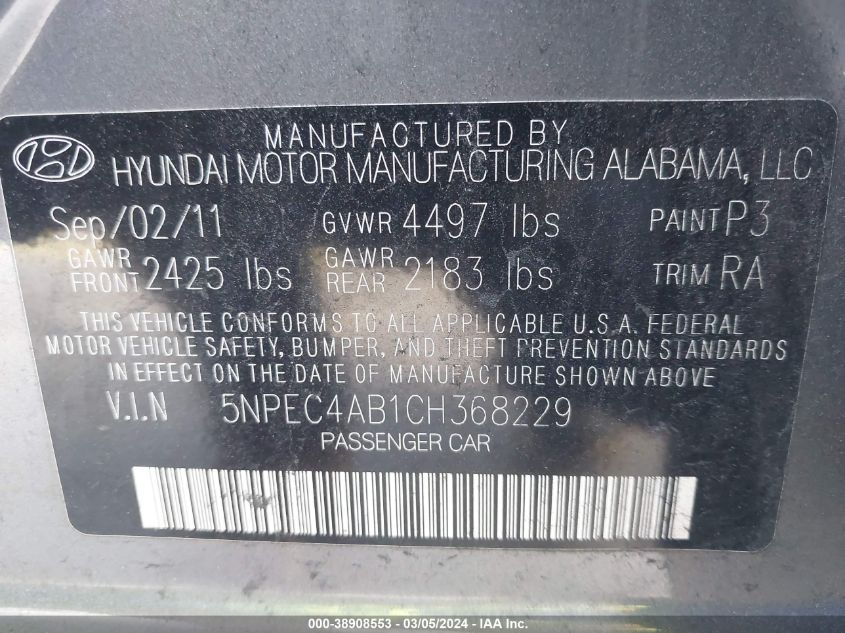 MANUFACTURED BY
HYUNDAI MOTOR MANUFACTURING ALABAMA, LLC
Sep/02/11 GVWR 4497 lbs PAINT P3
GAWR FRONT 2425 lbs GAWR REAR 2183 lbs TRIM RA
THIS VEHICLE CONFORMS TO ALL APPLICABLE U.S.A. FEDERAL
MOTOR VEHICLE SAFETY, BUMPER, AND THEFT PREVENTION STANDARDS
IN EFFECT ON THE DATE OF MANUFACTURE SHOWN ABOVE.
V.I.N 5NPEC4AB1CH368229
PASSENGER CAR
000-38908553 - 03/05/2024 - IAA Inc.